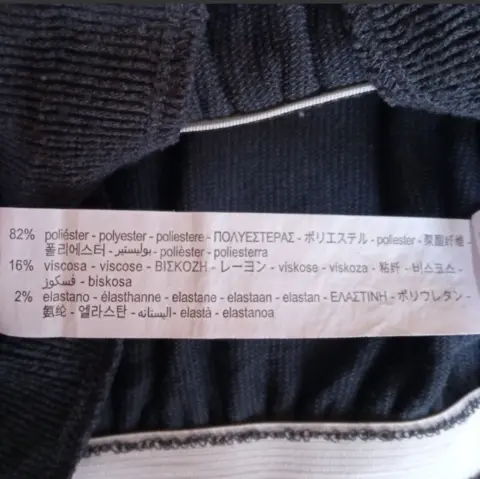 82% poliéster - polyester - poliestere - ΠΟΛΥΕΣΤΕΡΑΣ - ポリエステル - poliester - 聚酯纤维 -
폴리에스터 - بوليستير - polièster - poliesterra
16% viscosa - viscose - ΒΙΣΚΟΖΗ - レーヨン - viskose - viskoza - 粘纤 - 비스코스 -
ڤسكوز - biskosa
2% elastano - élasthanne - elastane - elastaan - elastan - ΕΛΑΣΤΙΝΗ - ポリウレタン -
氨纶 - 엘라스탄 - اليستانه - elastà - elastanoa